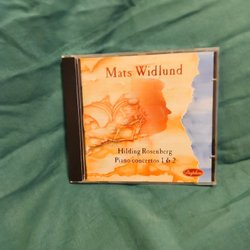 Mats Widlund
Hilding Rosenberg
Piano concertos 1 & 2